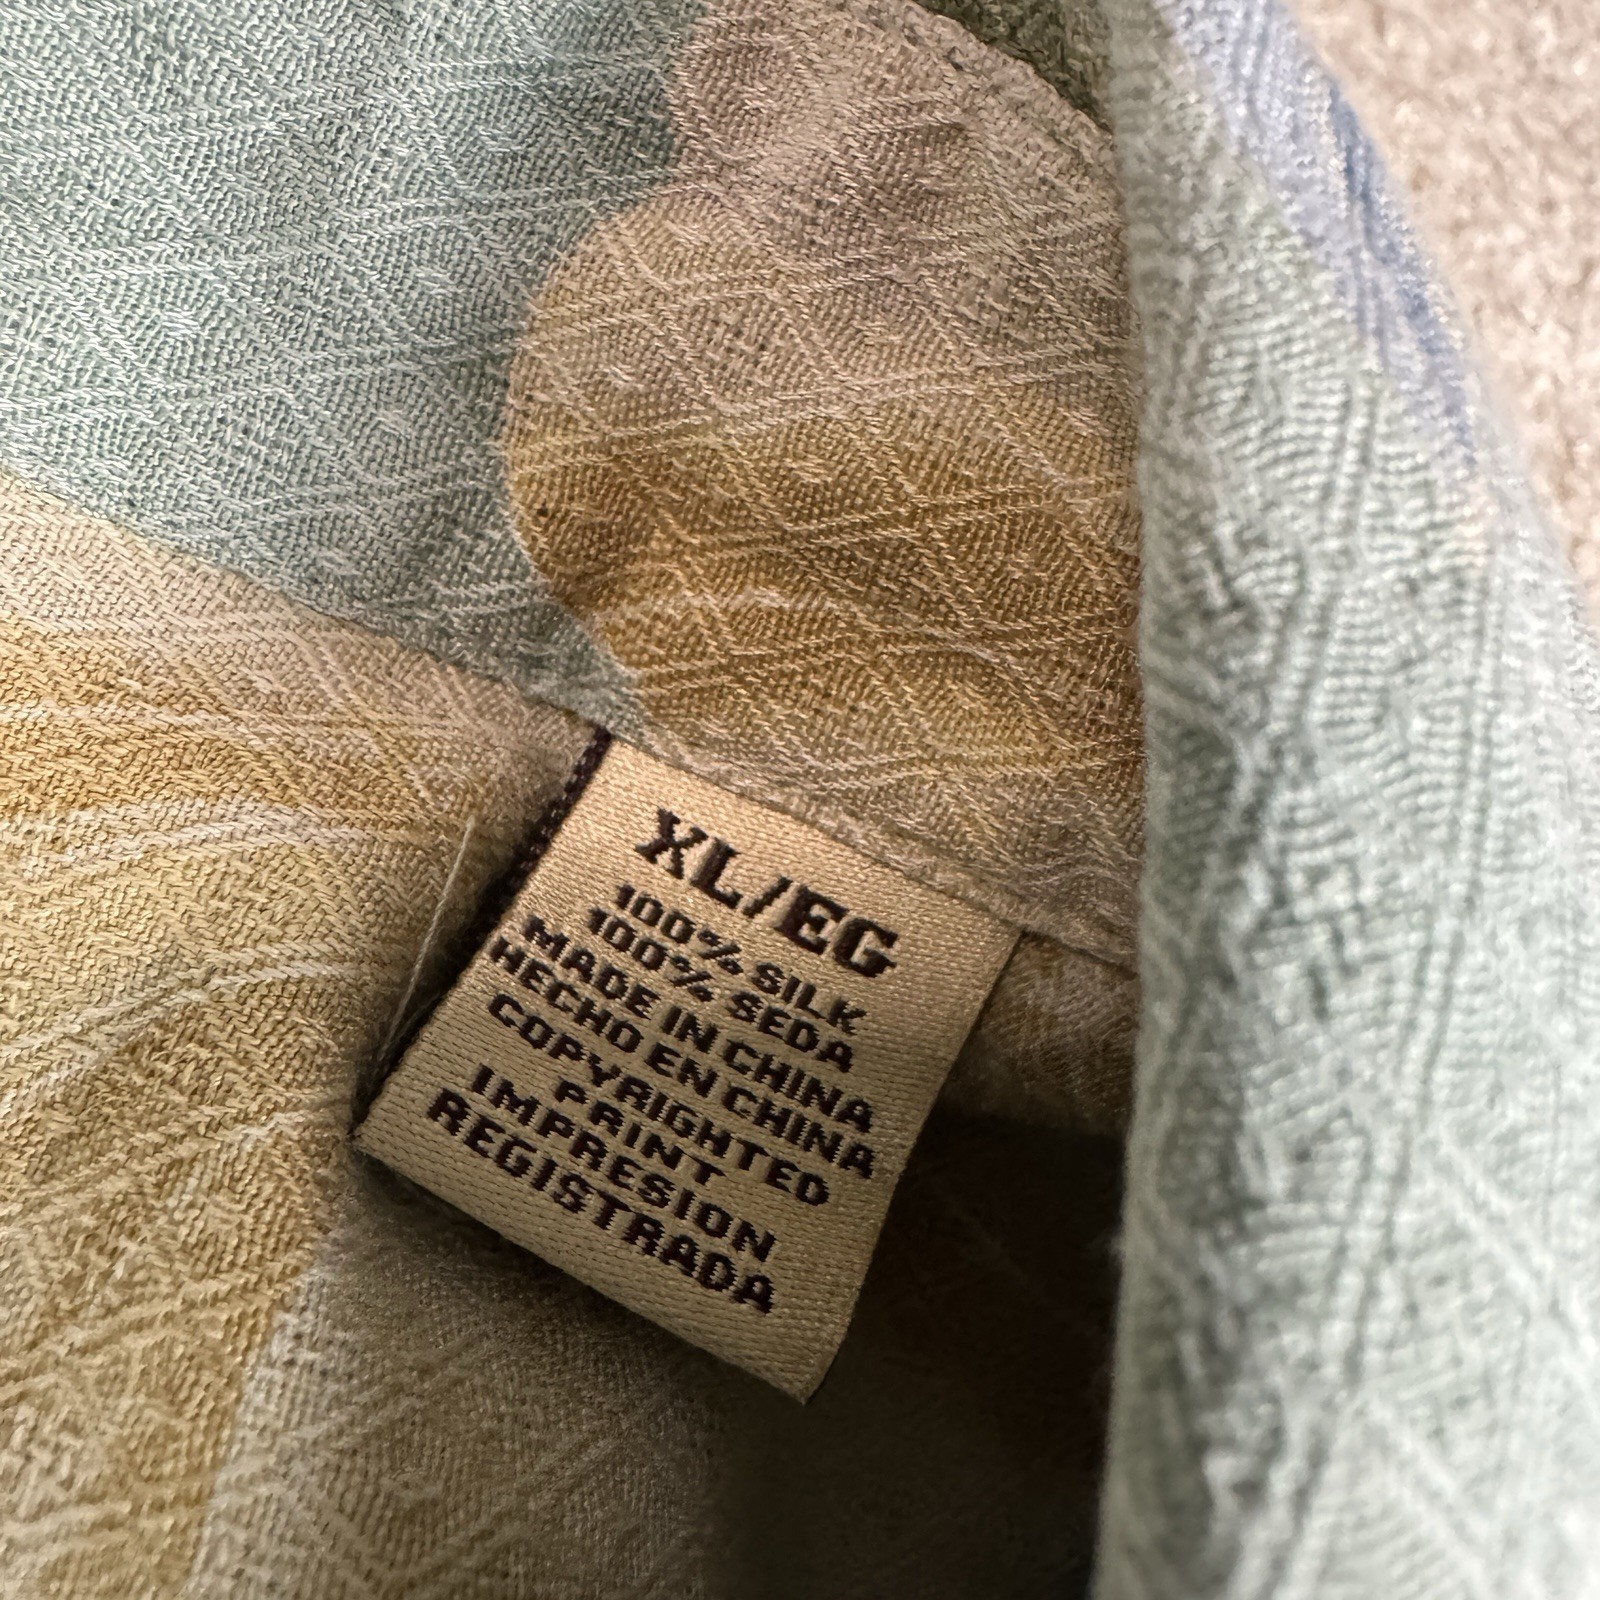 XL/EG
100% SILK
100% SEDA
MADE IN CHINA
HECHO EN CHINA
COPYRIGHTED
PRINT
IMPRESION
REGISTRADA